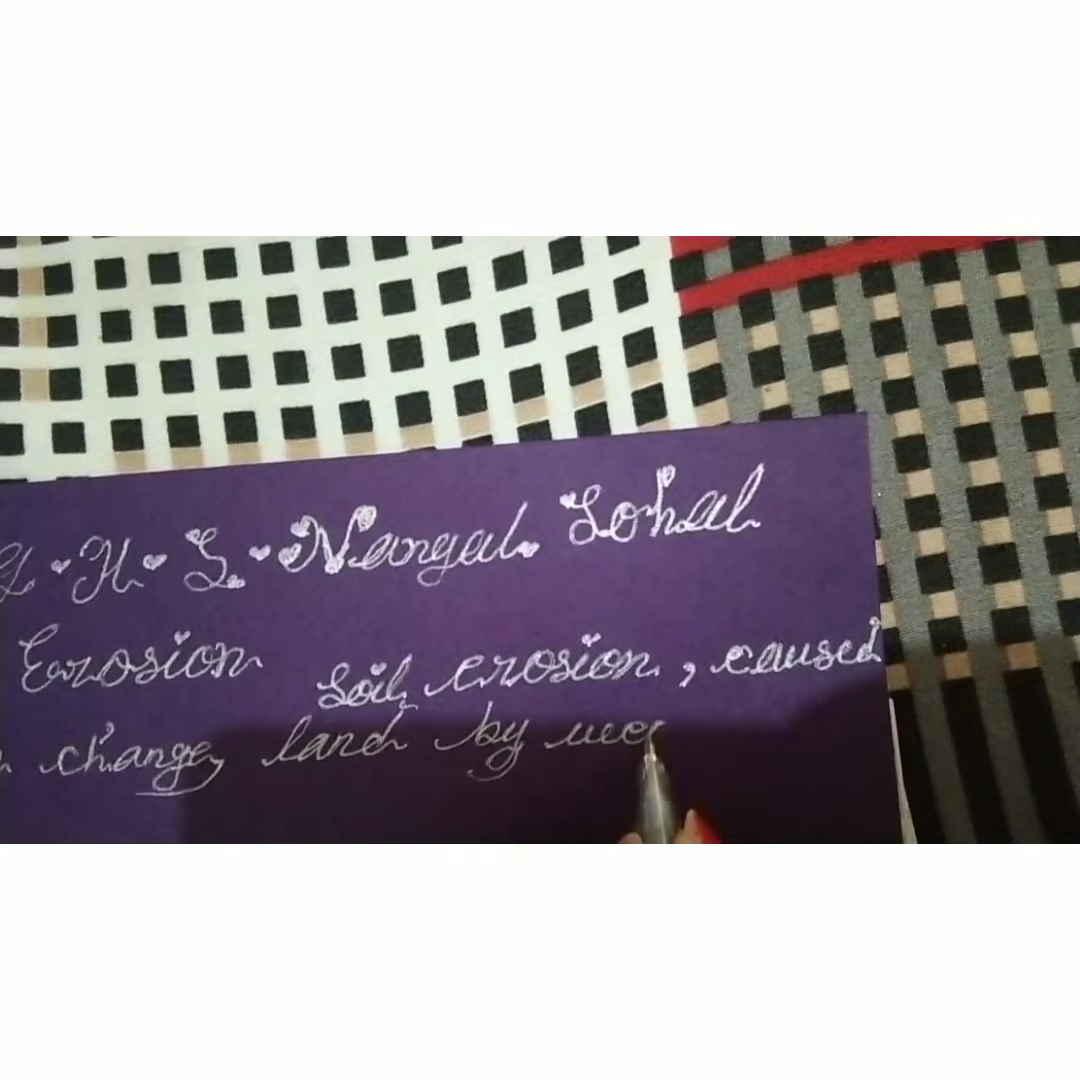 H. S. Nangal Lohal
Erosion soil erosion, caused
change land by